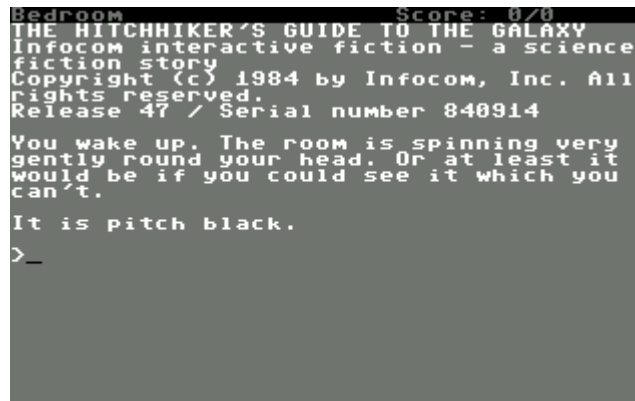 Bedroom Score: 0/0
THE HITCHHIKER'S GUIDE TO THE GALAXY
Infocom interactive fiction - a science
fiction story
Copyright (c) 1984 by Infocom, Inc. All
rights reserved.
Release 47 / Serial number 840914
You wake up. The room is spinning very
gently round your head. Or at least it
would be if you could see it which you
can't.
It is pitch black.
>_